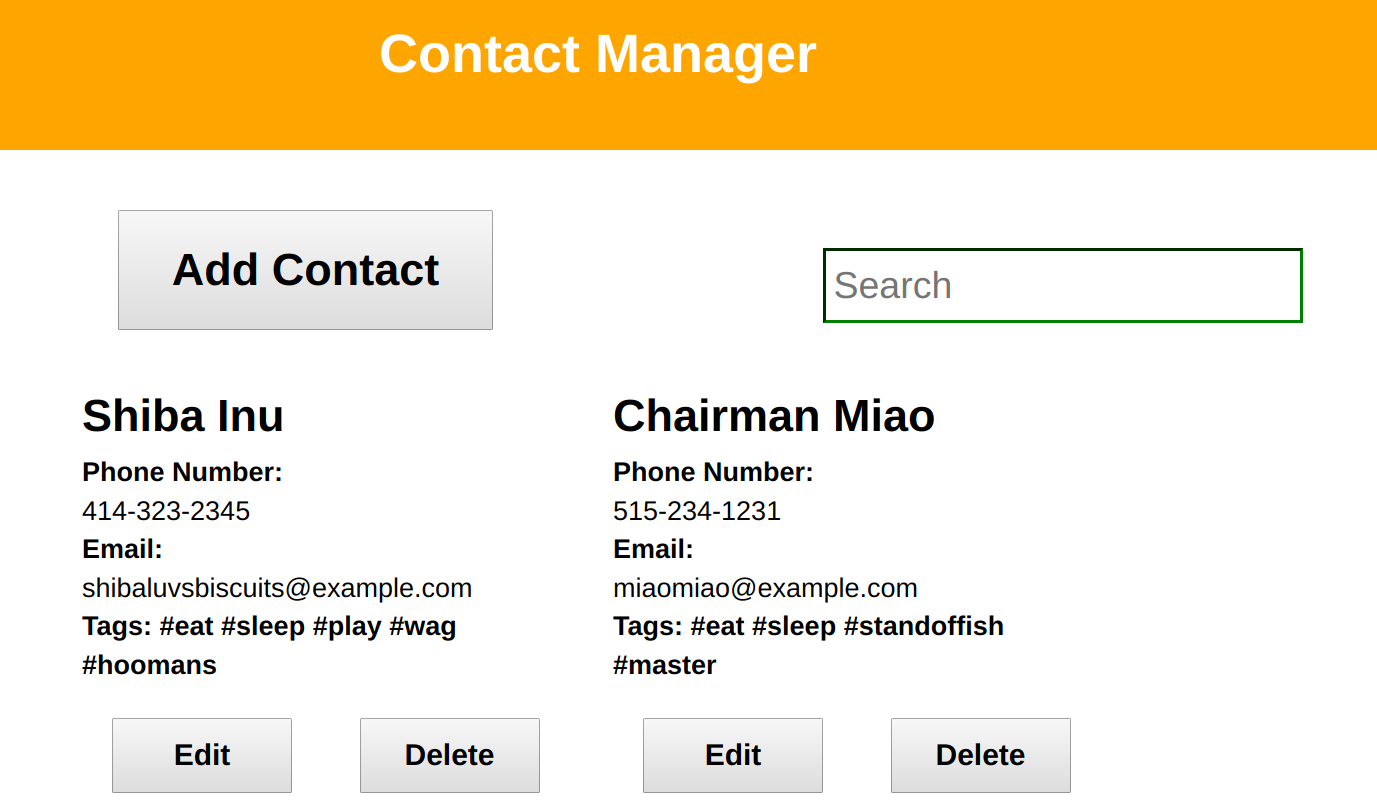 Contact Manager
Add Contact
Search
Shiba Inu
Phone Number:
414-323-2345
Email:
shibaluvsbiscuits@example.com
Tags: #eat #sleep #play #wag
#hoomans
Edit
Delete
Chairman Miao
Phone Number:
515-234-1231
Email:
miaomiao@example.com
Tags: #eat #sleep #standoffish
#master
Edit
Delete